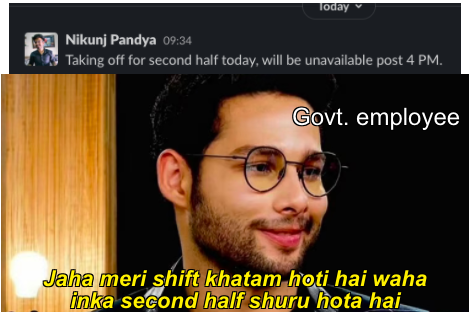 Today
Nikunj Pandya 09:34
Taking off for second half today, will be unavailable post 4 PM.
Govt. employee
Jaha meri shift khatam hoti hai waha
inka second half shuru hota hai